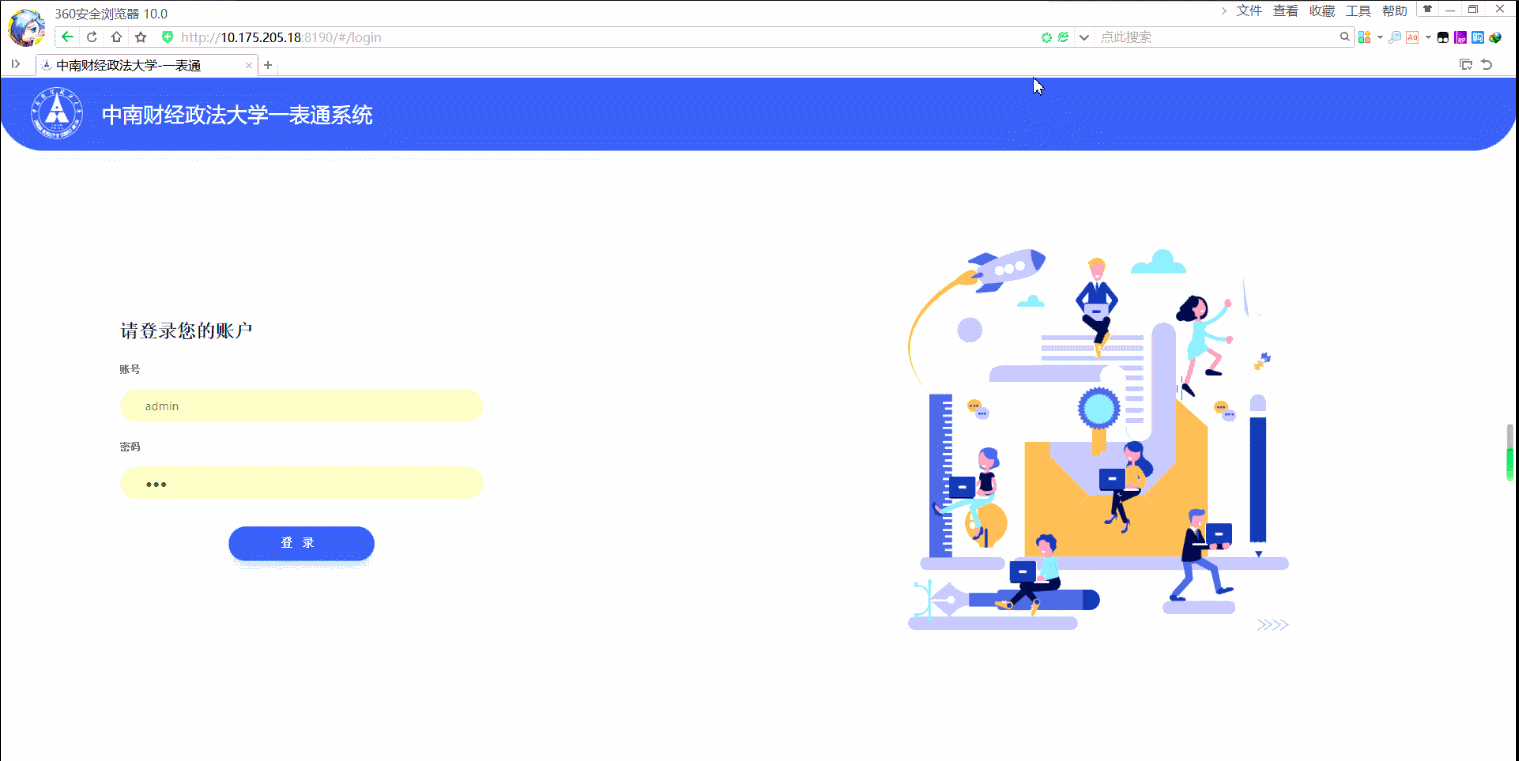 360安全浏览器 10.0
文件 查看 收藏 工具 帮助
http://10.175.205.18:8190/#/login
点此搜索
中南财经政法大学-一表通
中南财经政法大学一表通系统
请登录您的账户
账号
admin
密码
•••
登 录